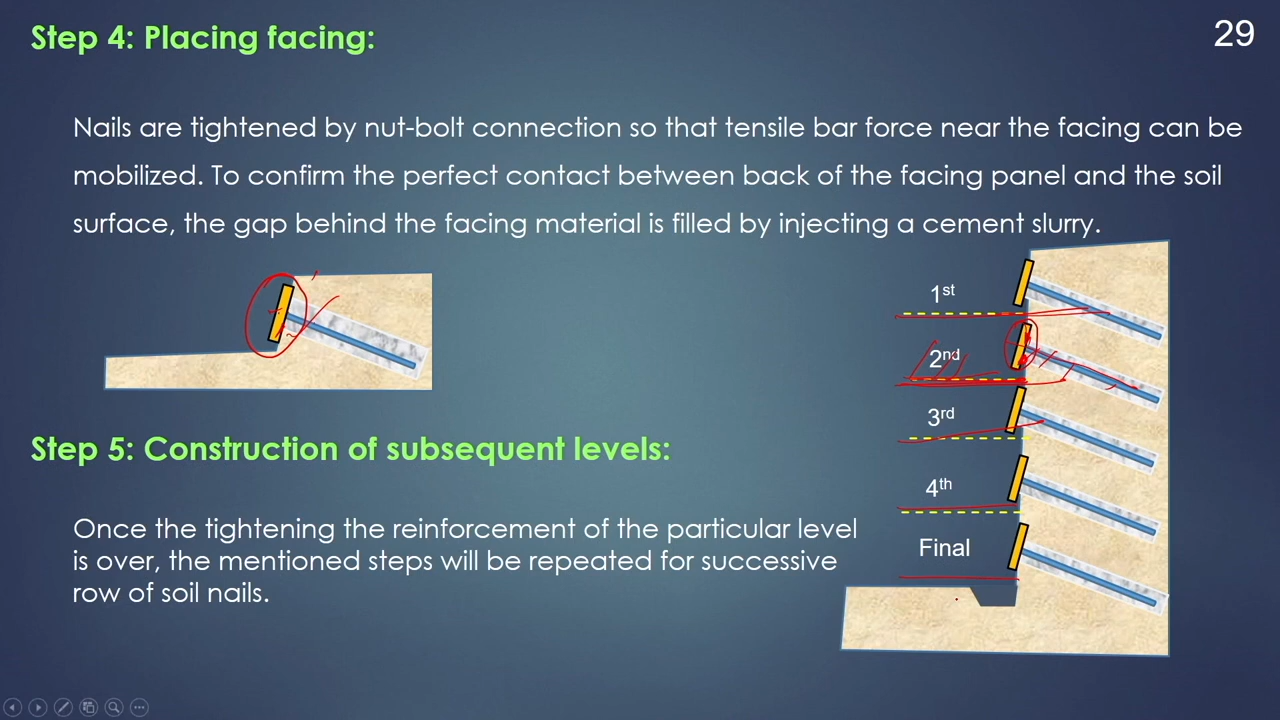 Step 4: Placing facing:
29
Nails are tightened by nut-bolt connection so that tensile bar force near the facing can be
mobilized. To confirm the perfect contact between back of the facing panel and the soil
surface, the gap behind the facing material is filled by injecting a cement slurry.
1st
2nd
3rd
4th
Final
Step 5: Construction of subsequent levels:
Once the tightening the reinforcement of the particular level
is over, the mentioned steps will be repeated for successive
row of soil nails.